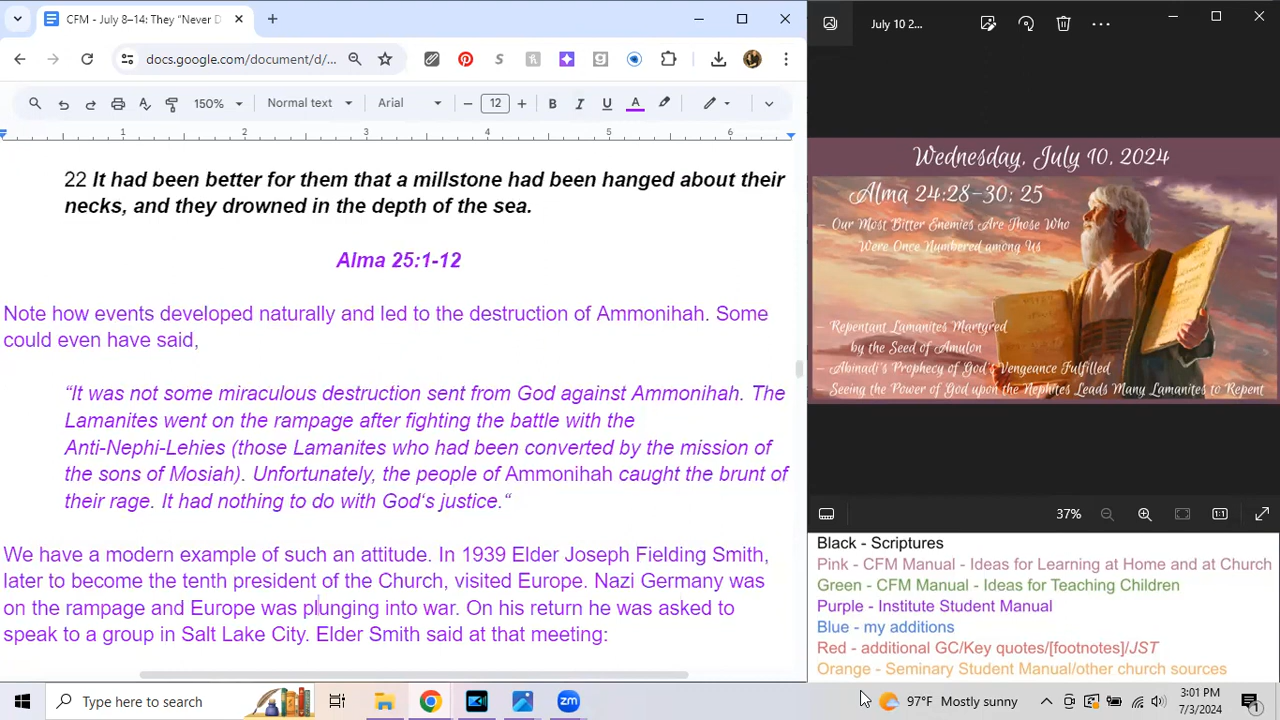 CFM - July 8–14: They “Never D
docs.google.com/document/d/...
150%
Normal text
Arial
12
B
I
U
A
1
2
3
4
5
6
22 It had been better for them that a millstone had been hanged about their
necks, and they drowned in the depth of the sea.
Alma 25:1-12
Note how events developed naturally and led to the destruction of Ammonihah. Some
could even have said,
“It was not some miraculous destruction sent from God against Ammonihah. The
Lamanites went on the rampage after fighting the battle with the
Anti-Nephi-Lehies (those Lamanites who had been converted by the mission of
the sons of Mosiah). Unfortunately, the people of Ammonihah caught the brunt of
their rage. It had nothing to do with God‘s justice.“
We have a modern example of such an attitude. In 1939 Elder Joseph Fielding Smith,
later to become the tenth president of the Church, visited Europe. Nazi Germany was
on the rampage and Europe was plunging into war. On his return he was asked to
speak to a group in Salt Lake City. Elder Smith said at that meeting:
July 10 2...
Wednesday, July 10, 2024
Alma 24:28-30; 25
- Our Most Bitter Enemies Are Those Who
Were Once Numbered among Us
- Repentant Lamanites Martyred
by the Seed of Amulon
- Abinadi's Prophecy of God's Vengeance Fulfilled
- Seeing the Power of God upon the Nephites Leads Many Lamanites to Repent
37%
1:1
Black - Scriptures
Pink - CFM Manual - Ideas for Learning at Home and at Church
Green - CFM Manual - Ideas for Teaching Children
Purple - Institute Student Manual
Blue - my additions
Red - additional GC/Key quotes/[footnotes]/JST
Orange - Seminary Student Manual/other church sources
Type here to search
zm
97°F Mostly sunny
3:01 PM
7/3/2024
1